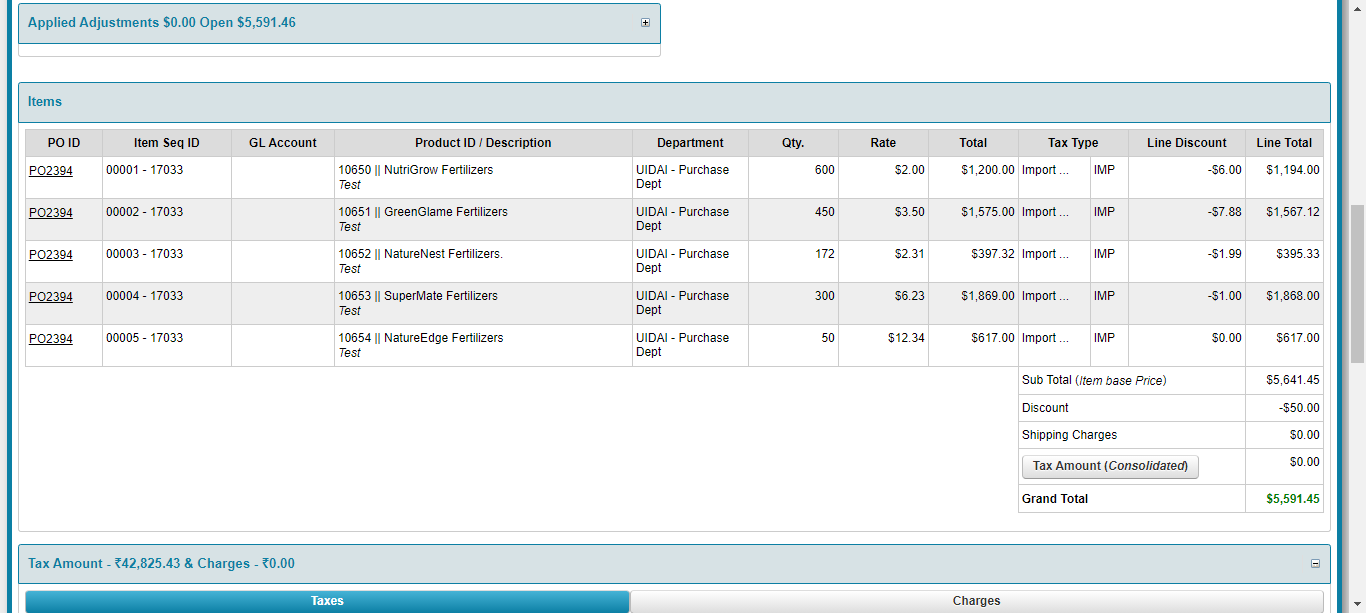 Applied Adjustments $0.00 Open $5,591.46
Items
PO ID Item Seq ID GL Account Product ID / Description Department Qty. Rate Total Tax Type Line Discount Line Total
PO2394 00001 - 17033 10650 || NutriGrow Fertilizers UIDAI - Purchase 600 $2.00 $1,200.00 Import ... IMP -$6.00 $1,194.00
Test Dept
PO2394 00002 - 17033 10651 || GreenGlame Fertilizers UIDAI - Purchase 450 $3.50 $1,575.00 Import ... IMP -$7.88 $1,567.12
Test Dept
PO2394 00003 - 17033 10652 || NatureNest Fertilizers. UIDAI - Purchase 172 $2.31 $397.32 Import ... IMP -$1.99 $395.33
Test Dept
PO2394 00004 - 17033 10653 || SuperMate Fertilizers UIDAI - Purchase 300 $6.23 $1,869.00 Import ... IMP -$1.00 $1,868.00
Test Dept
PO2394 00005 - 17033 10654 || NatureEdge Fertilizers UIDAI - Purchase 50 $12.34 $617.00 Import ... IMP $0.00 $617.00
Test Dept
Sub Total (Item base Price) $5,641.45
Discount -$50.00
Shipping Charges $0.00
Tax Amount (Consolidated) $0.00
Grand Total $5,591.45
Tax Amount - ₹42,825.43 & Charges - ₹0.00
Taxes Charges